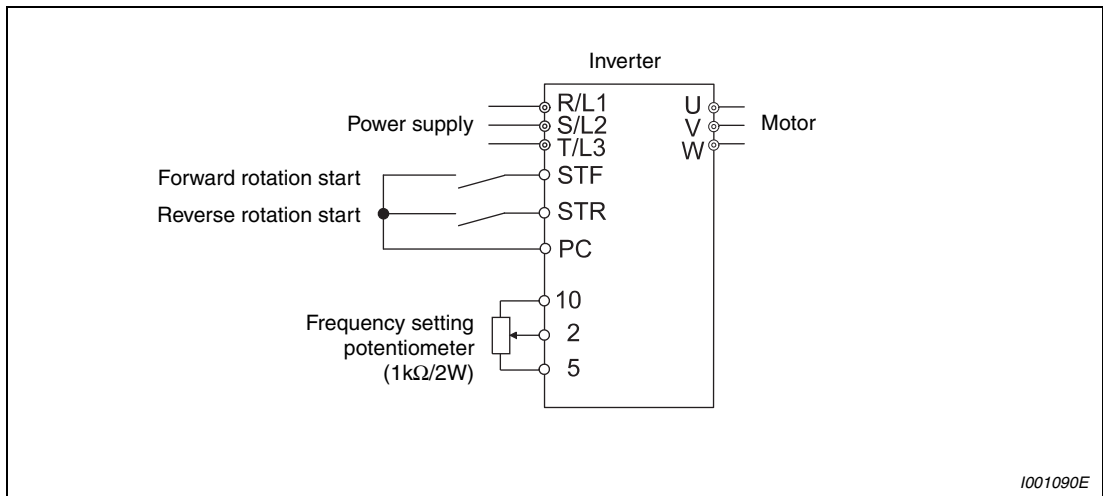 Inverter
Power supply
R/L1
S/L2
T/L3
U
V
W
Motor
Forward rotation start
STF
Reverse rotation start
STR
PC
Frequency setting
potentiometer
(1kΩ/2W)
10
2
5
I001090E